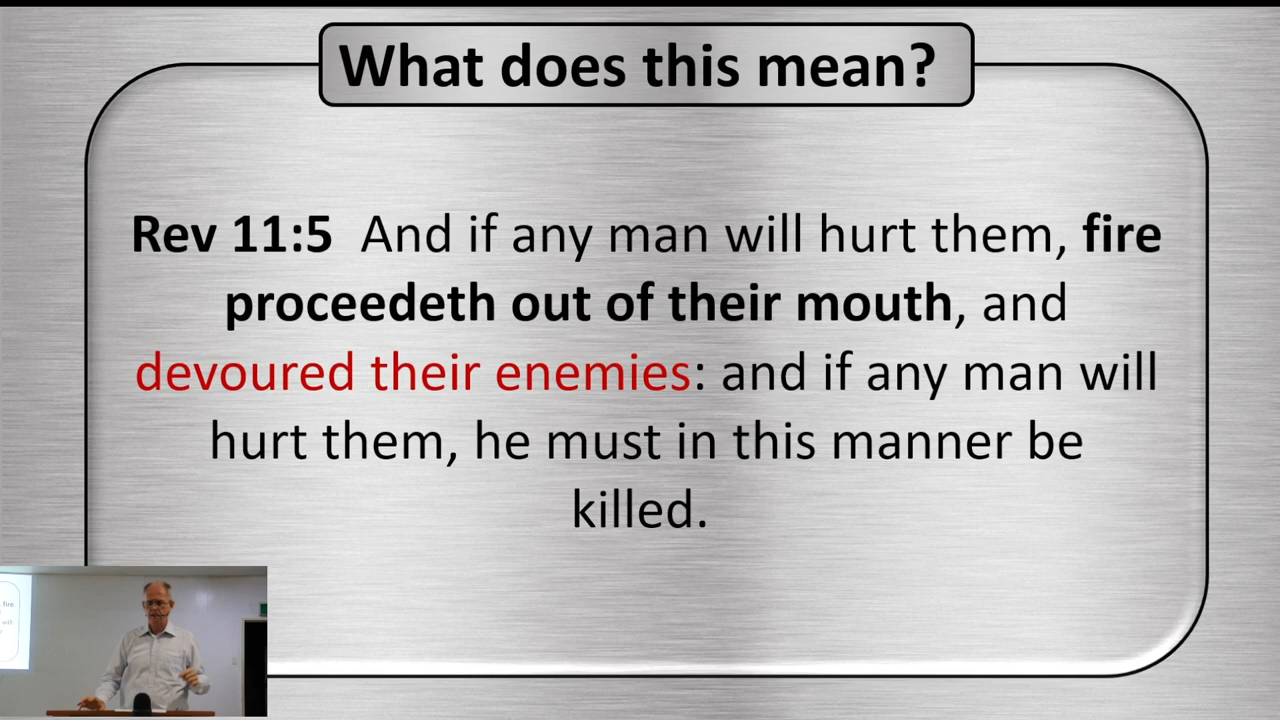 What does this mean?
Rev 11:5 And if any man will hurt them, fire
proceedeth out of their mouth, and
devoured their enemies: and if any man will
hurt them, he must in this manner be
killed.
fire
will